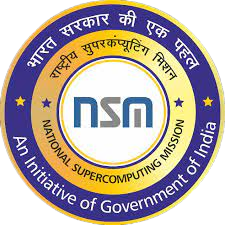 भारत सरकार की एक पहल
राष्ट्रीय सुपरकंप्यूटिंग मिशन
nsm
NATIONAL SUPERCOMPUTING MISSION
An Initiative of Government of India